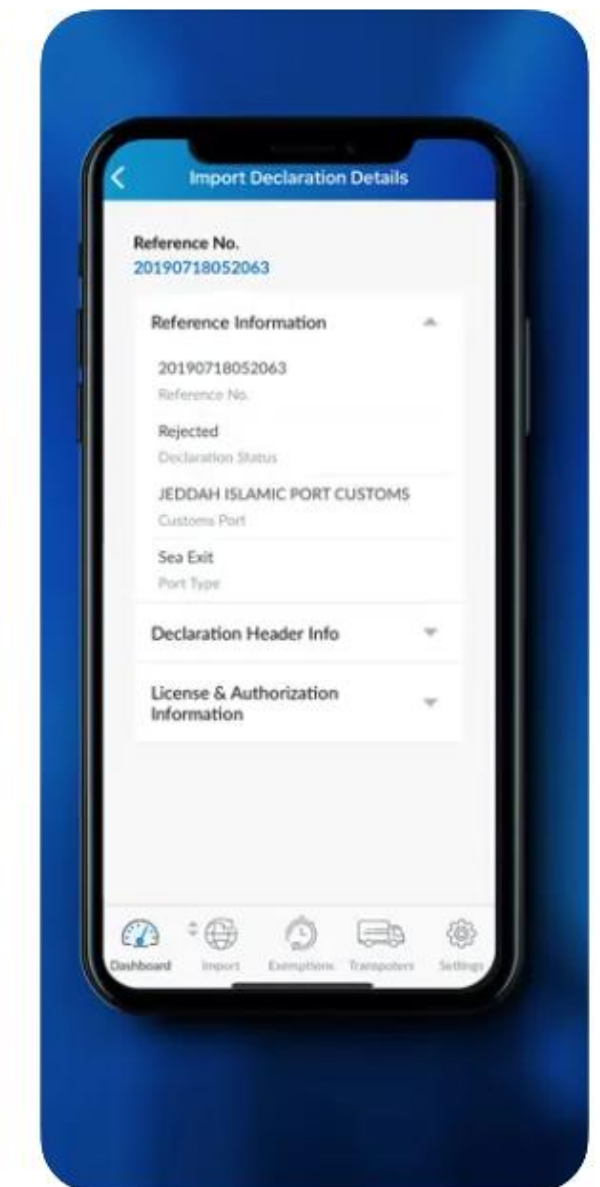 Import Declaration Details
Reference No.
20190718052063
Reference Information
20190718052063
Reference No.
Rejected
Declaration Status
JEDDAH ISLAMIC PORT CUSTOMS
Customs Port
Sea Exit
Port Type
Declaration Header Info
License & Authorization
Information
Dashboard Import Exemptions Transpoters Settings